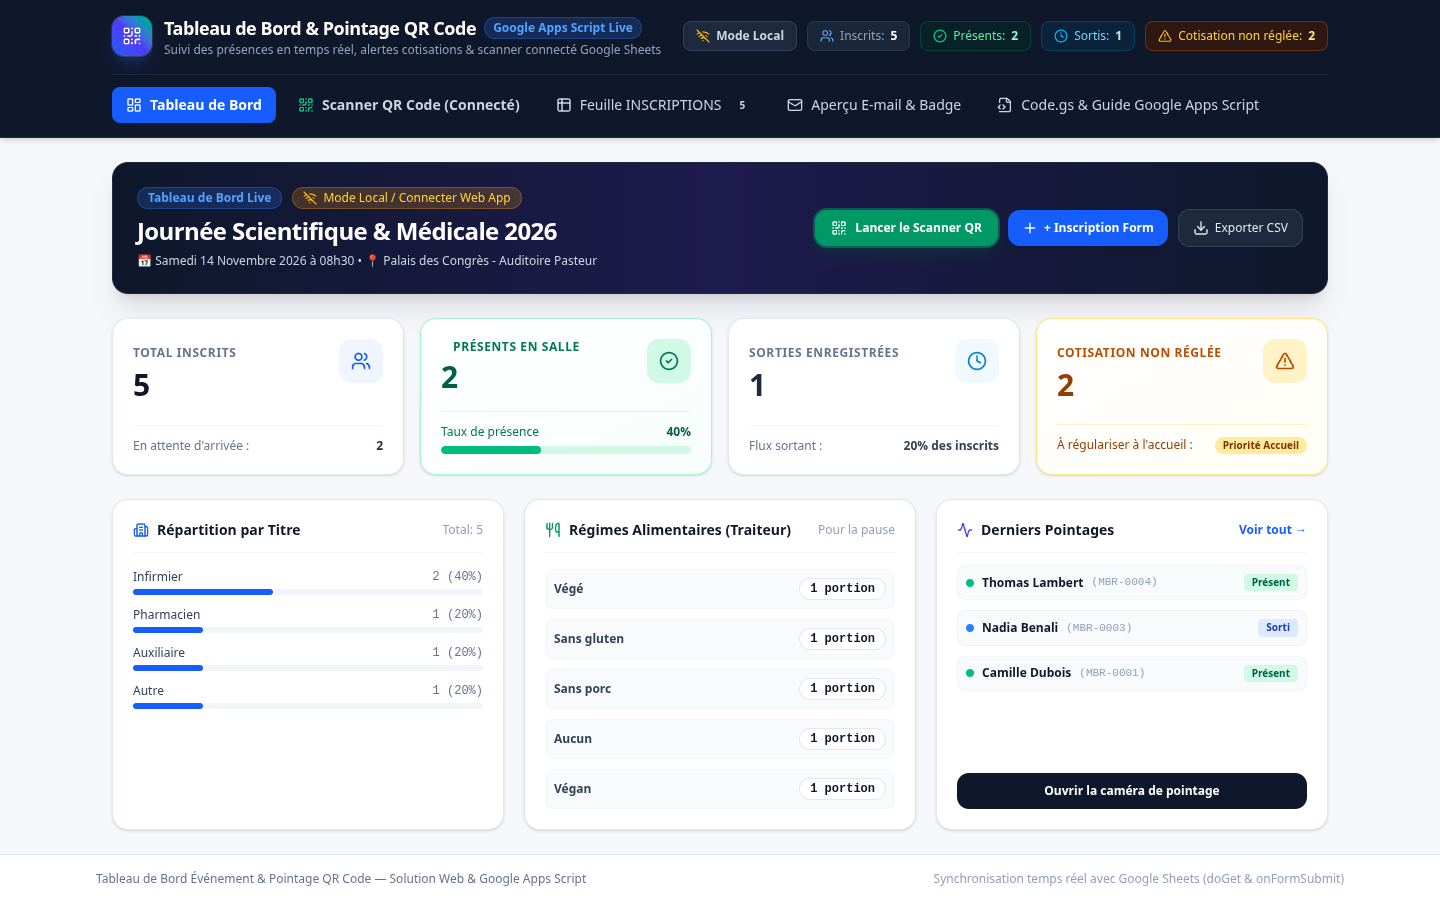 Tableau de Bord & Pointage QR Code Google Apps Script Live
Suivi des présences en temps réel, alertes cotisations & scanner connecté Google Sheets
Mode Local Inscrits: 5 Présents: 2 Sortis: 1 Cotisation non réglée: 2
Tableau de Bord Scanner QR Code (Connecté) Feuille INSCRIPTIONS 5 Aperçu E-mail & Badge Code.gs & Guide Google Apps Script
Tableau de Bord Live Mode Local / Connecter Web App
Journée Scientifique & Médicale 2026
📅 Samedi 14 Novembre 2026 à 08h30 • 📍 Palais des Congrès - Auditoire Pasteur
Lancer le Scanner QR + Inscription Form Exporter CSV
TOTAL INSCRITS
5
En attente d'arrivée : 2
PRÉSENTS EN SALLE
2
Taux de présence 40%
SORTIES ENREGISTRÉES
1
Flux sortant : 20% des inscrits
COTISATION NON RÉGLÉE
2
À régulariser à l'accueil : Priorité Accueil
Répartition par Titre Total: 5
Infirmier 2 (40%)
Pharmacien 1 (20%)
Auxiliaire 1 (20%)
Autre 1 (20%)
Régimes Alimentaires (Traiteur) Pour la pause
Végé 1 portion
Sans gluten 1 portion
Sans porc 1 portion
Aucun 1 portion
Végan 1 portion
Derniers Pointages Voir tout →
Thomas Lambert (MBR-0004) Présent
Nadia Benali (MBR-0003) Sorti
Camille Dubois (MBR-0001) Présent
Ouvrir la caméra de pointage
Tableau de Bord Événement & Pointage QR Code — Solution Web & Google Apps Script
Synchronisation temps réel avec Google Sheets (doGet & onFormSubmit)